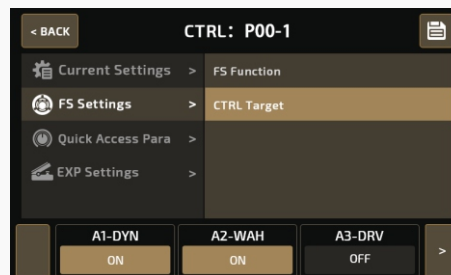 < BACK
CTRL: P00-1
Current Settings >
FS Function
FS Settings >
CTRL Target
Quick Access Para >
EXP Settings >
A1-DYN
A2-WAH
A3-DRV
ON
ON
OFF
>